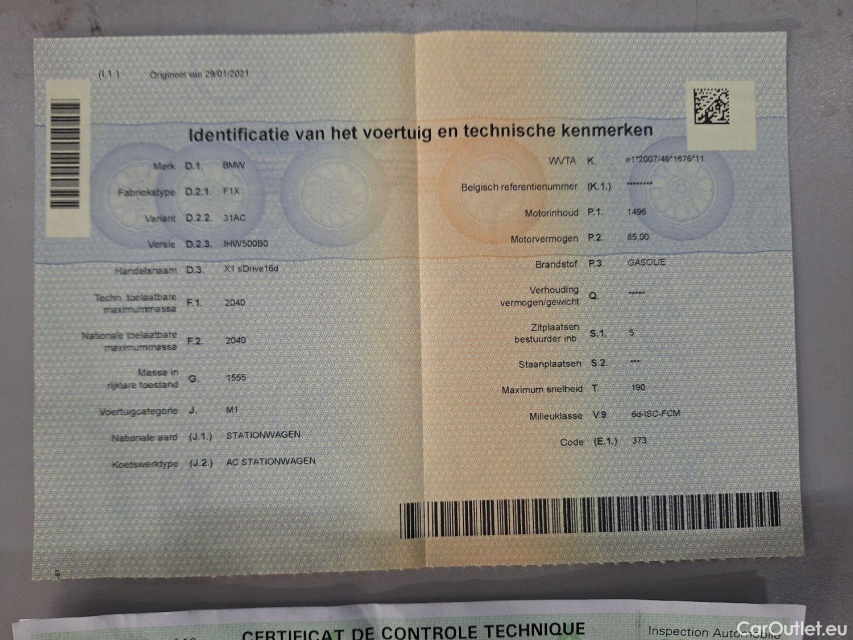 (I.1.) Origineel van 29/01/2021
Identificatie van het voertuig en technische kenmerken
Merk D.1. BMW
Fabriekstype D.2.1. F1X
Variant D.2.2. 31AC
Versie D.2.3. IHW500B0
Handelsnaam D.3. X1 sDrive16d
Techn. toelaatbare
maximummassa F.1. 2040
Nationale toelaatbare
maximummassa F.2. 2040
Massa in
rijklare toestand G. 1555
Voertuigcategorie J. M1
Nationale aard (J.1.) STATIONWAGEN
Koetswerktype (J.2.) AC STATIONWAGEN
WVTA K. e1*2007/46*1676*11
Belgisch referentienummer (K.1.) ********
Motorinhoud P.1. 1496
Motorvermogen P.2. 85.00
Brandstof P.3. GASOLIE
Verhouding
vermogen/gewicht Q. *****
Zitplaatsen
bestuurder inb. S.1. 5
Staanplaatsen S.2. ***
Maximum snelheid T. 190
Milieuklasse V.9. 6d-ISC-FCM
Code (E.1.) 373
CERTIFICAT DE CONTROLE TECHNIQUE
Inspection Automobile
CarOutlet.eu